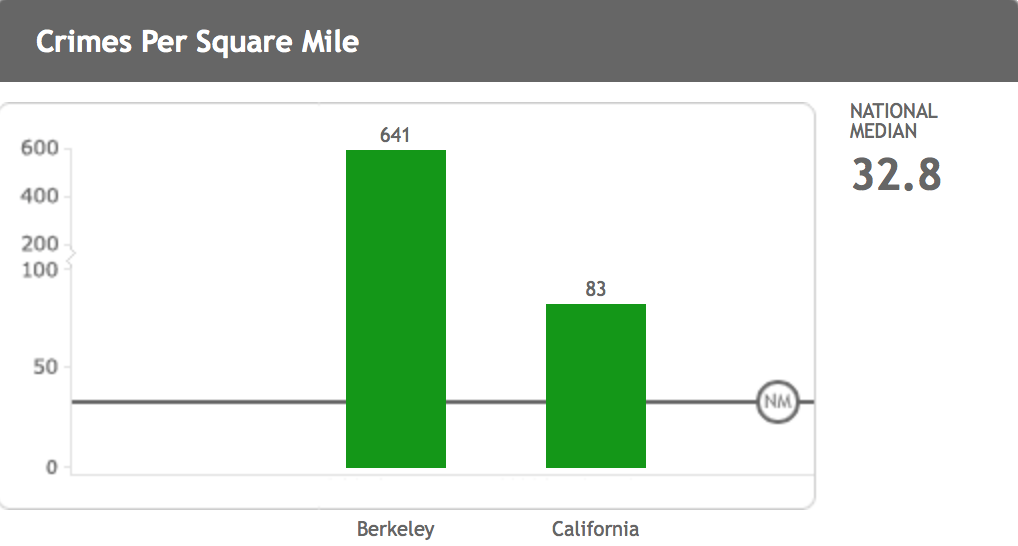 Crimes Per Square Mile
NATIONAL
MEDIAN
32.8
641
600
400
200
100
83
50
NM
0
Berkeley
California